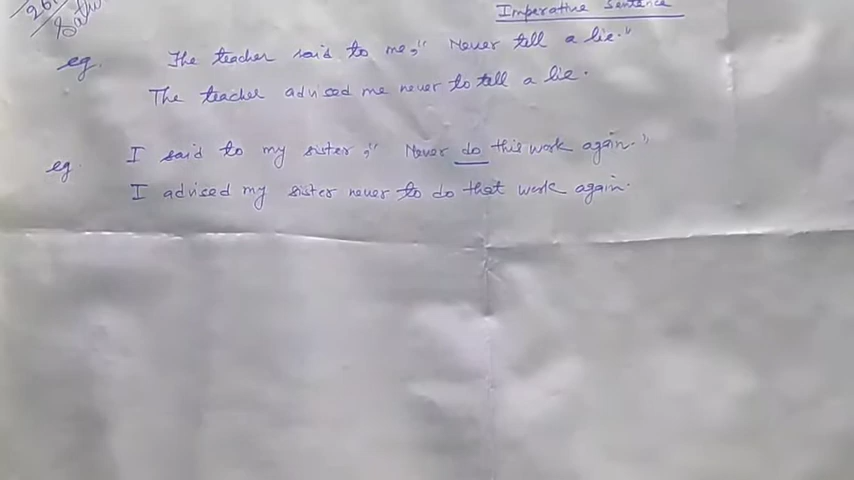 Imperative Sentence
eg. The teacher said to me," Never tell a lie."
The teacher advised me never to tell a lie.
eg. I said to my sister," Never do this work again."
I advised my sister never to do that work again.